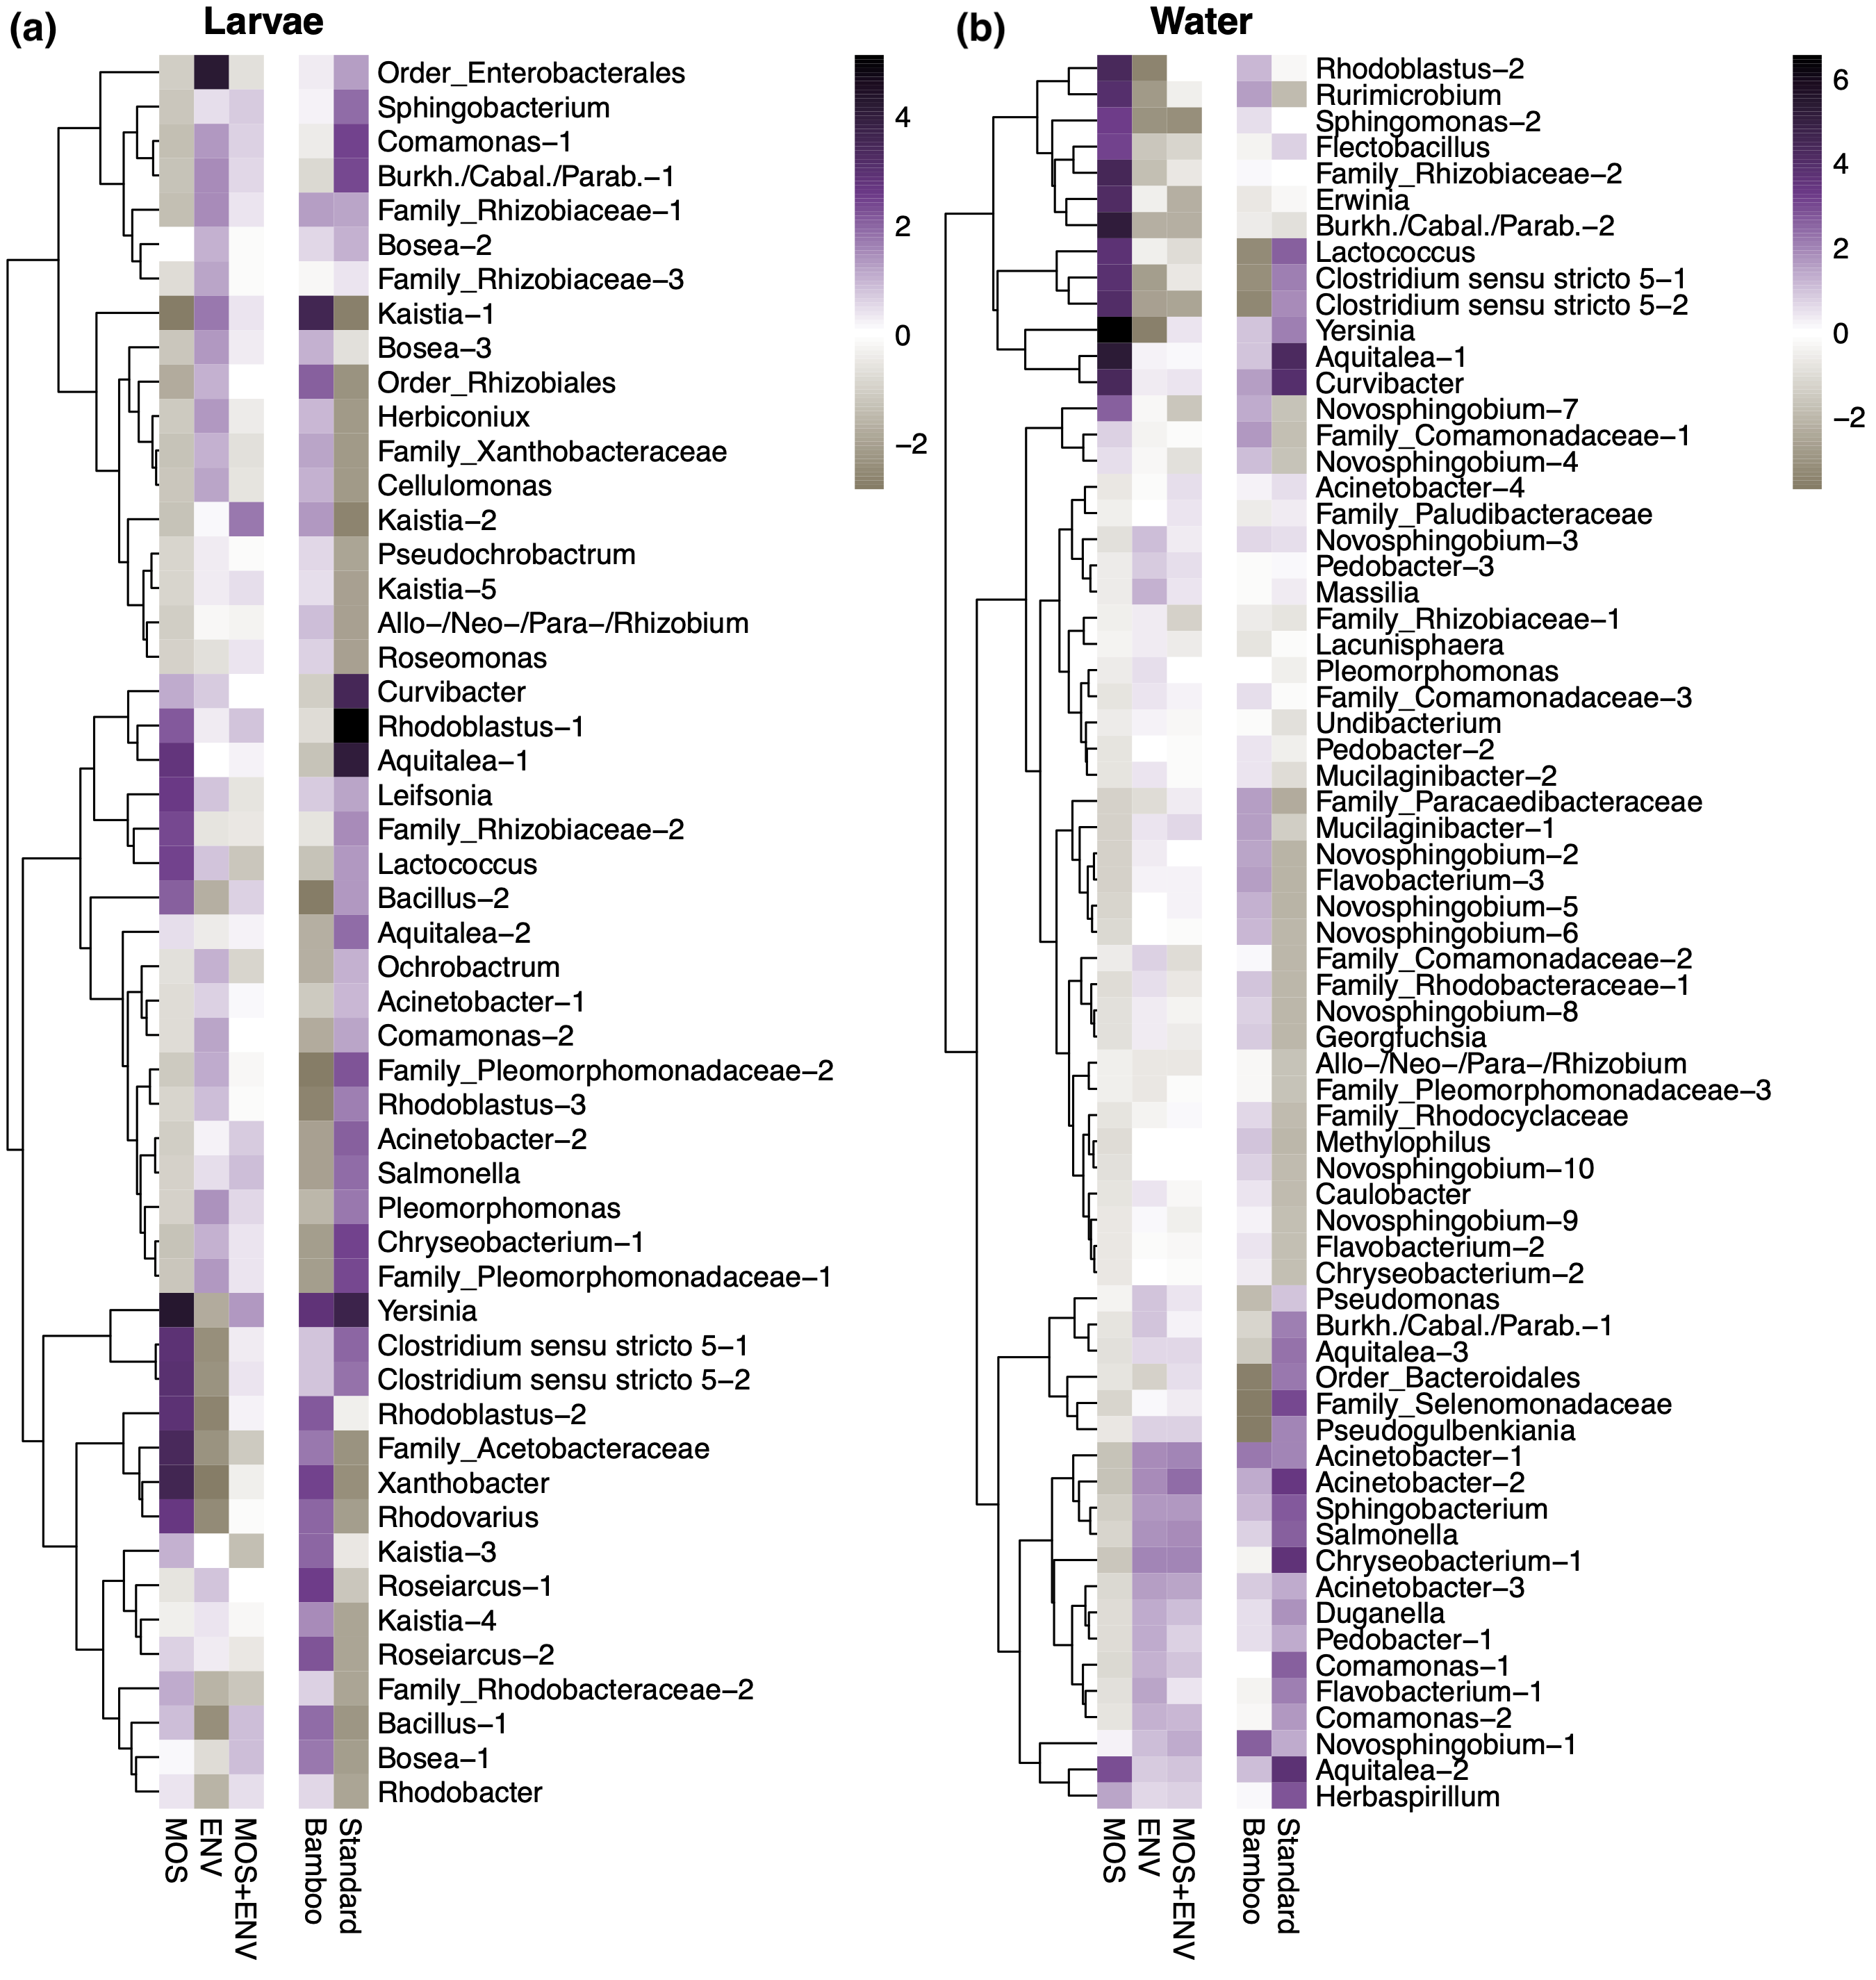 (a)
Larvae
Order_Enterobacterales
Sphingobacterium
Comamonas−1
Burkh./Cabal./Parab.−1
Family_Rhizobiaceae−1
Bosea−2
Family_Rhizobiaceae−3
Kaistia−1
Bosea−3
Order_Rhizobiales
Herbiconiux
Family_Xanthobacteraceae
Cellulomonas
Kaistia−2
Pseudochrobactrum
Kaistia−5
Allo−/Neo−/Para−/Rhizobium
Roseomonas
Curvibacter
Rhodoblastus−1
Aquitalea−1
Leifsonia
Family_Rhizobiaceae−2
Lactococcus
Bacillus−2
Aquitalea−2
Ochrobactrum
Acinetobacter−1
Comamonas−2
Family_Pleomorphomonadaceae−2
Rhodoblastus−3
Acinetobacter−2
Salmonella
Pleomorphomonas
Chryseobacterium−1
Family_Pleomorphomonadaceae−1
Yersinia
Clostridium sensu stricto 5−1
Clostridium sensu stricto 5−2
Rhodoblastus−2
Family_Acetobacteraceae
Xanthobacter
Rhodovarius
Kaistia−3
Roseiarcus−1
Kaistia−4
Roseiarcus−2
Family_Rhodobacteraceae−2
Bacillus−1
Bosea−1
Rhodobacter
MOS
ENV
MOS+ENV
Bamboo
Standard
4
2
0
−2
(b)
Water
Rhodoblastus−2
Rurimicrobium
Sphingomonas−2
Flectobacillus
Family_Rhizobiaceae−2
Erwinia
Burkh./Cabal./Parab.−2
Lactococcus
Clostridium sensu stricto 5−1
Clostridium sensu stricto 5−2
Yersinia
Aquitalea−1
Curvibacter
Novosphingobium−7
Family_Comamonadaceae−1
Novosphingobium−4
Acinetobacter−4
Family_Paludibacteraceae
Novosphingobium−3
Pedobacter−3
Massilia
Family_Rhizobiaceae−1
Lacunisphaera
Pleomorphomonas
Family_Comamonadaceae−3
Undibacterium
Pedobacter−2
Mucilaginibacter−2
Family_Paracaedibacteraceae
Mucilaginibacter−1
Novosphingobium−2
Flavobacterium−3
Novosphingobium−5
Novosphingobium−6
Family_Comamonadaceae−2
Family_Rhodobacteraceae−1
Novosphingobium−8
Georgfuchsia
Allo−/Neo−/Para−/Rhizobium
Family_Pleomorphomonadaceae−3
Family_Rhodocyclaceae
Methylophilus
Novosphingobium−10
Caulobacter
Novosphingobium−9
Flavobacterium−2
Chryseobacterium−2
Pseudomonas
Burkh./Cabal./Parab.−1
Aquitalea−3
Order_Bacteroidales
Family_Selenomonadaceae
Pseudogulbenkiania
Acinetobacter−1
Acinetobacter−2
Sphingobacterium
Salmonella
Chryseobacterium−1
Acinetobacter−3
Duganella
Pedobacter−1
Comamonas−1
Flavobacterium−1
Comamonas−2
Novosphingobium−1
Aquitalea−2
Herbaspirillum
MOS
ENV
MOS+ENV
Bamboo
Standard
6
4
2
0
−2